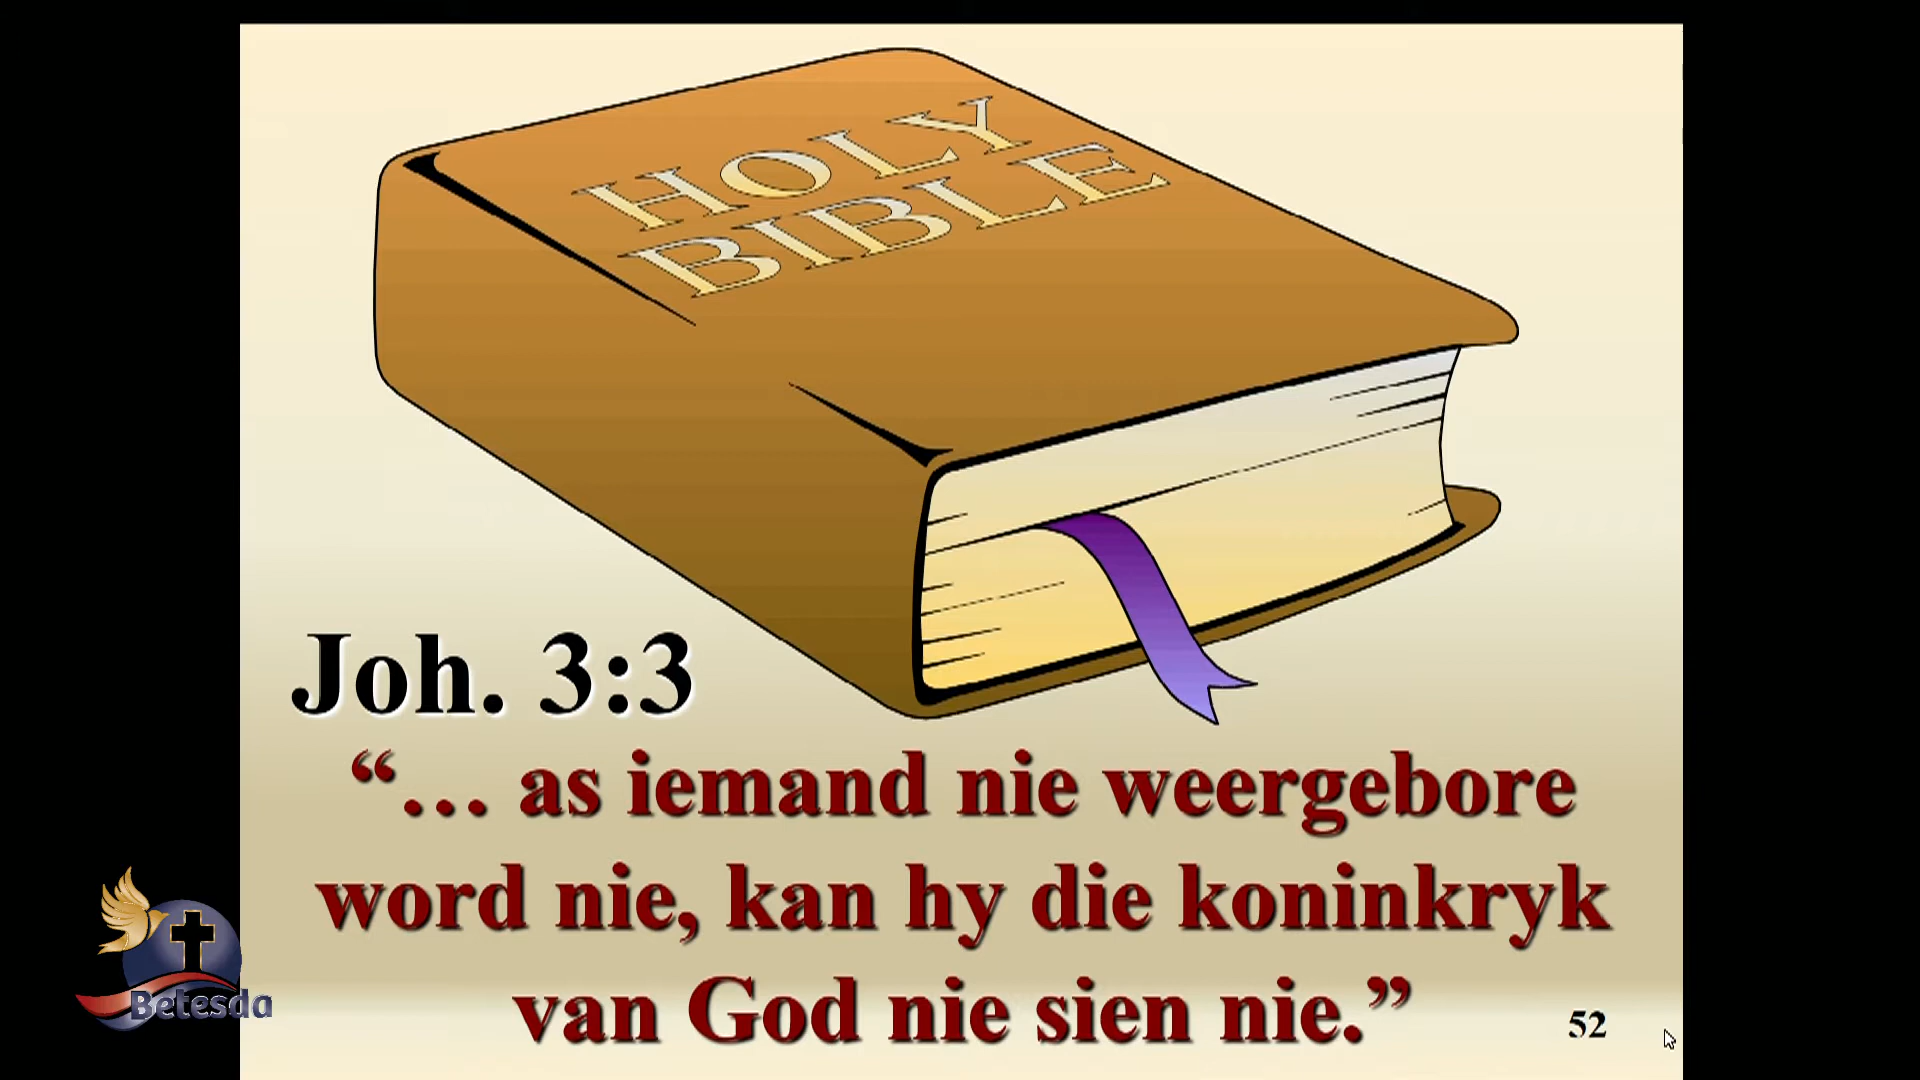 HOLY
BIBLE
Joh. 3:3
“… as iemand nie weergebore
word nie, kan hy die koninkryk
van God nie sien nie.”
Betesda
52